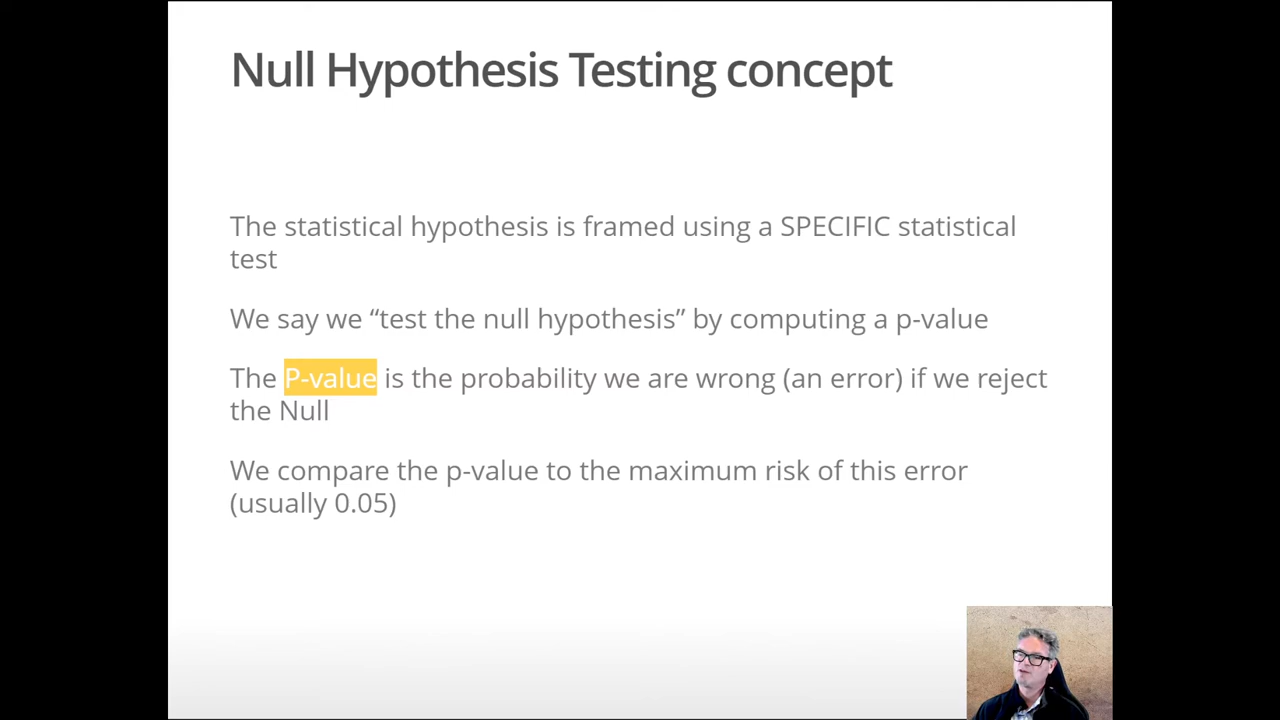 Null Hypothesis Testing concept
The statistical hypothesis is framed using a SPECIFIC statistical
test
We say we “test the null hypothesis” by computing a p-value
The P-value is the probability we are wrong (an error) if we reject
the Null
We compare the p-value to the maximum risk of this error
(usually 0.05)